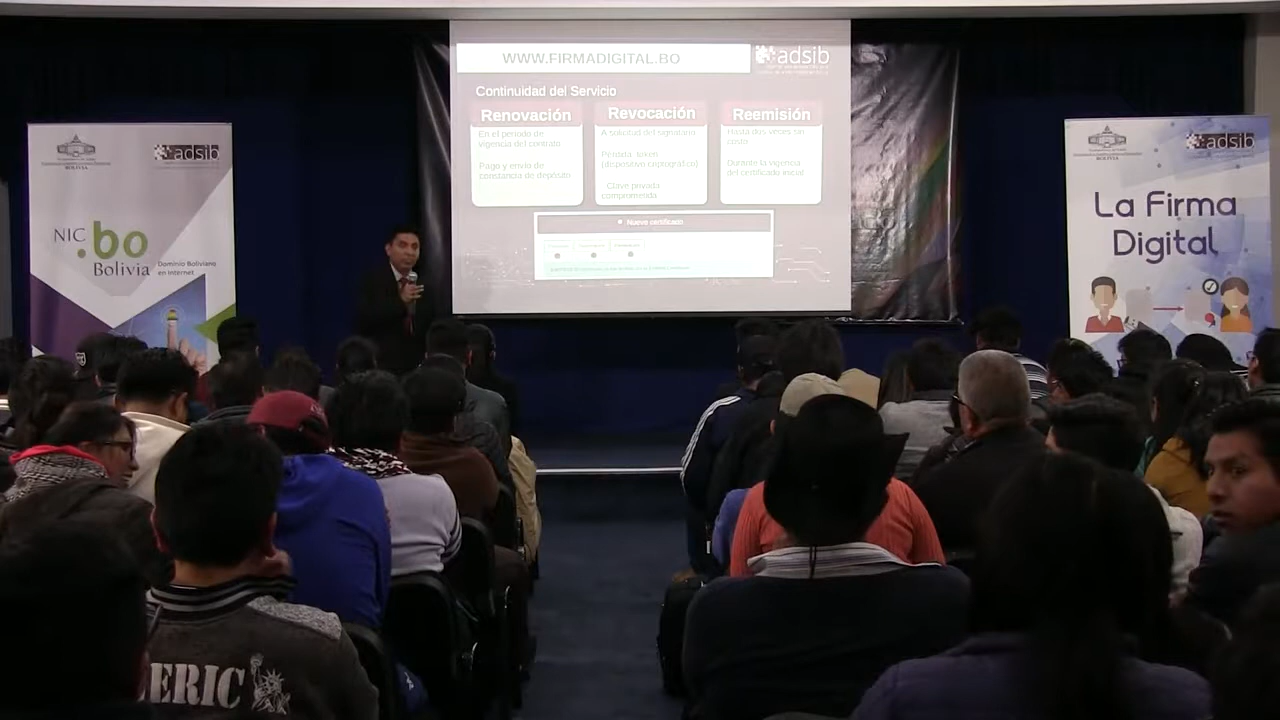 WWW.FIRMADIGITAL.BO
adsib
Continuidad del Servicio
Renovación
En el periodo de
vigencia del contrato
Pago y envío de
constancia de depósito
Revocación
A solicitud del signatario
Perdida token
(dispositivo criptográfico)
Clave privada
comprometida
Reemisión
Hasta dos veces sin
costo
Durante la vigencia
del certificado inicial
Nuevo certificado
BOLIVIA
adsib
NIC
.bo
Bolivia
Dominio Boliviano
en Internet
BOLIVIA
adsib
La Firma
Digital
ERIC